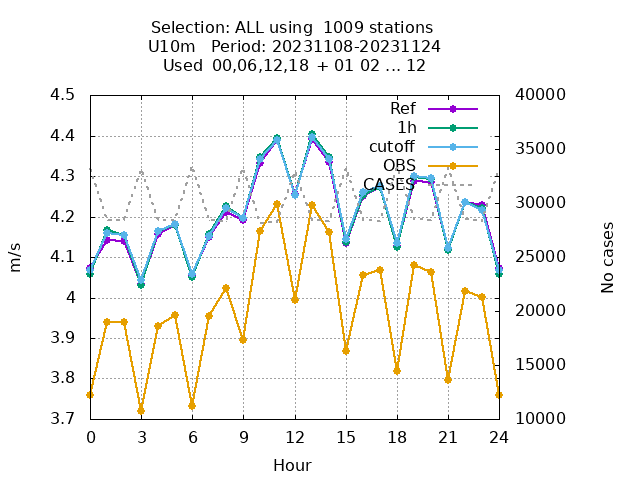 Selection: ALL using  1009 stations
U10m   Period: 20231108-20231124
Used  00,06,12,18 + 01 02 ... 12
4.5
4.4
4.3
4.2
4.1
4
3.9
3.8
3.7
m/s
40000
35000
30000
25000
20000
15000
10000
No cases
Ref
1h
cutoff
OBS
CASES
0 3 6 9 12 15 18 21 24
Hour